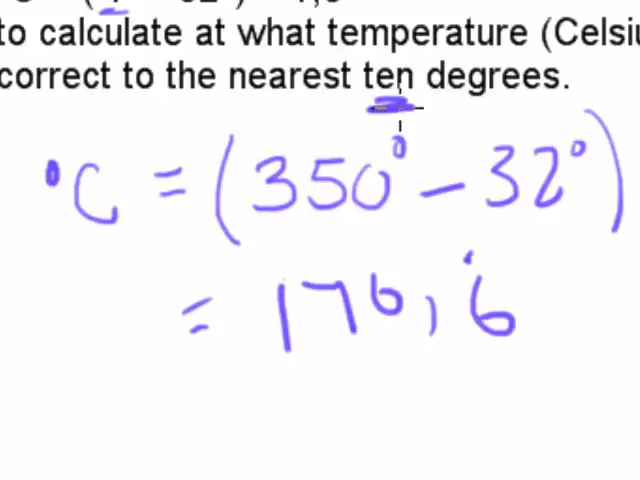 to calculate at what temperature (Celsiu
correct to the nearest ten degrees.
°C = (350° − 32°)
= 176,6̇